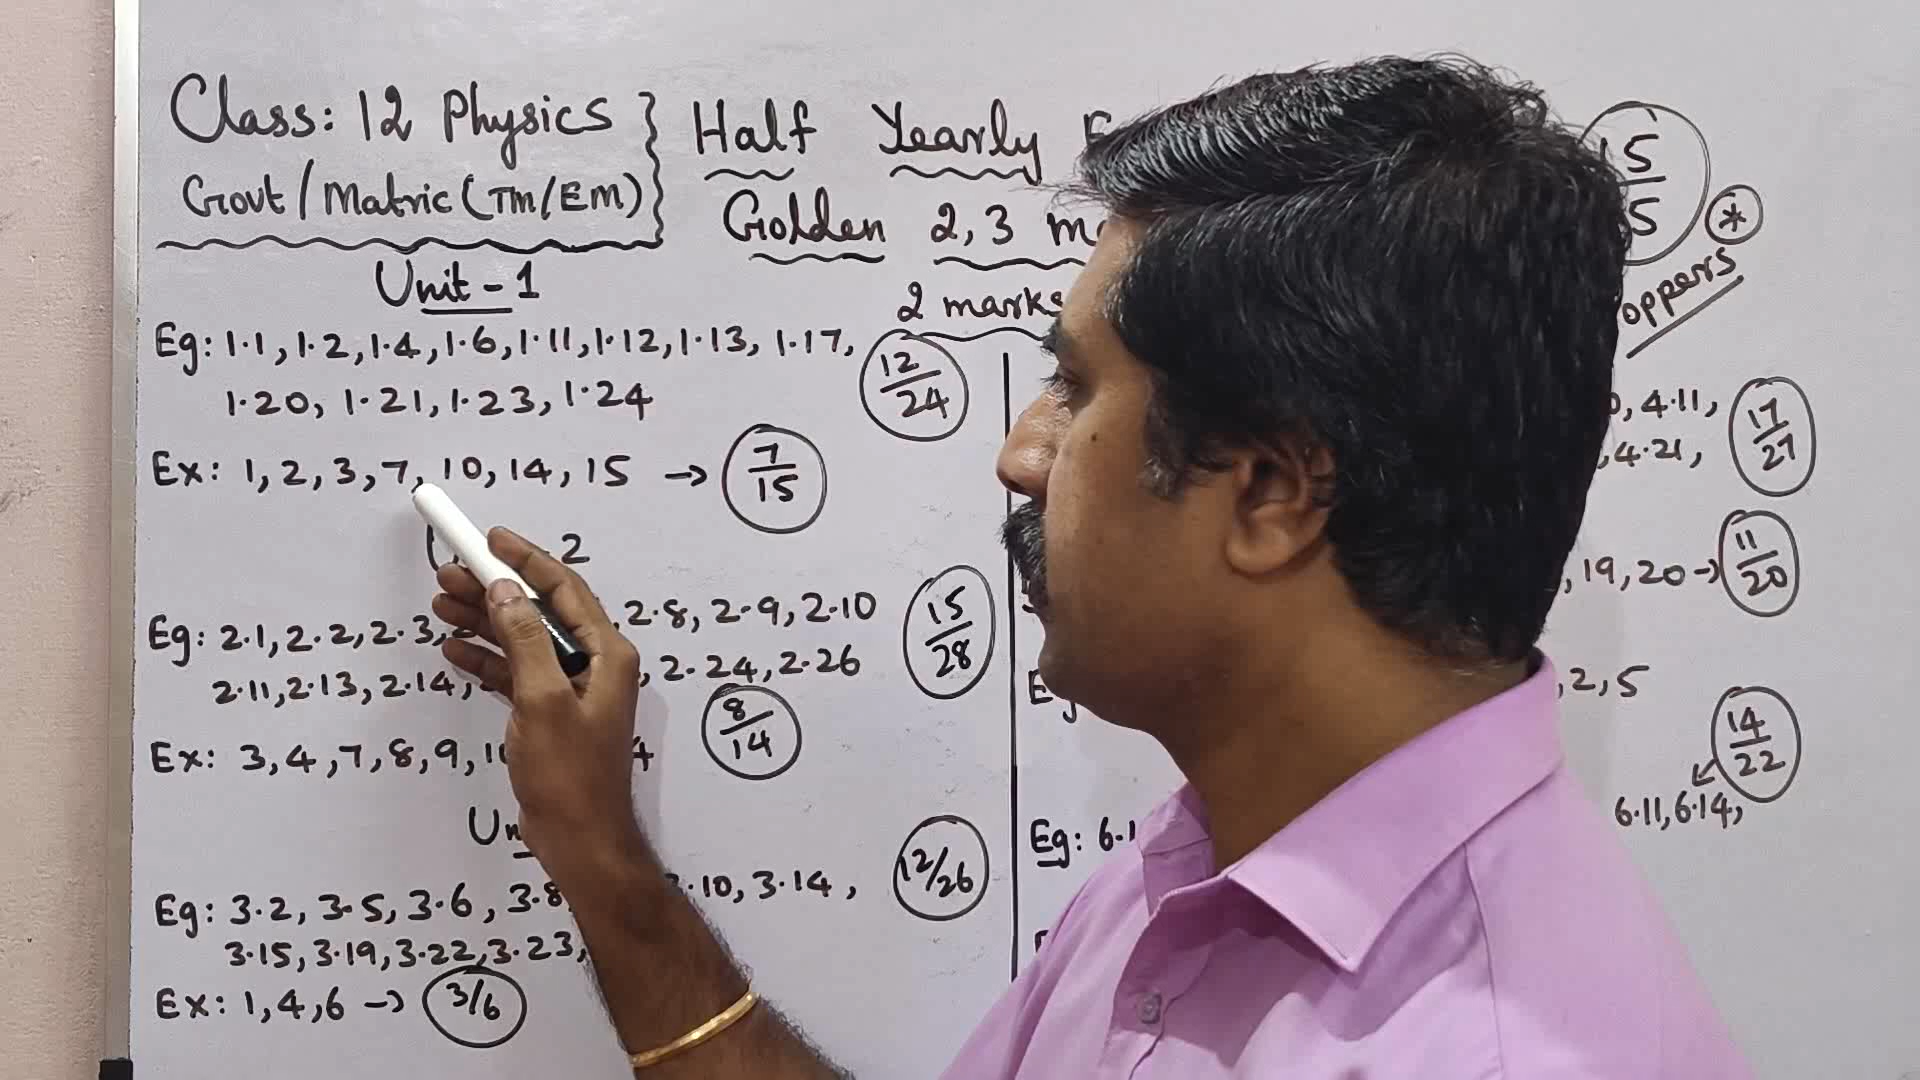 Class: 12 Physics
Govt / Matric (TM/EM)
Half Yearly
Golden 2, 3
15
5
*
oppers
2 marks
Unit - 1
Eg: 1.1, 1.2, 1.4, 1.6, 1.11, 1.12, 1.13, 1.17,
1.20, 1.21, 1.23, 1.24
12/24
Ex: 1, 2, 3, 7, 10, 14, 15 → 7/15
2
Eg: 2.1, 2.2, 2.3, 2.8, 2.9, 2.10
2.11, 2.13, 2.14, 2.24, 2.26
15/28
Ex: 3, 4, 7, 8, 9, 8/14
Eg: 3.2, 3.5, 3.6, 3.8, 3.10, 3.14,
3.15, 3.19, 3.22, 3.23,
12/26
Ex: 1, 4, 6 → 3/6
, 4.11,
, 4.21,
17/27
, 19, 20 → 11/20
, 2, 5
14/22
Eg: 6.1 6.11, 6.14,